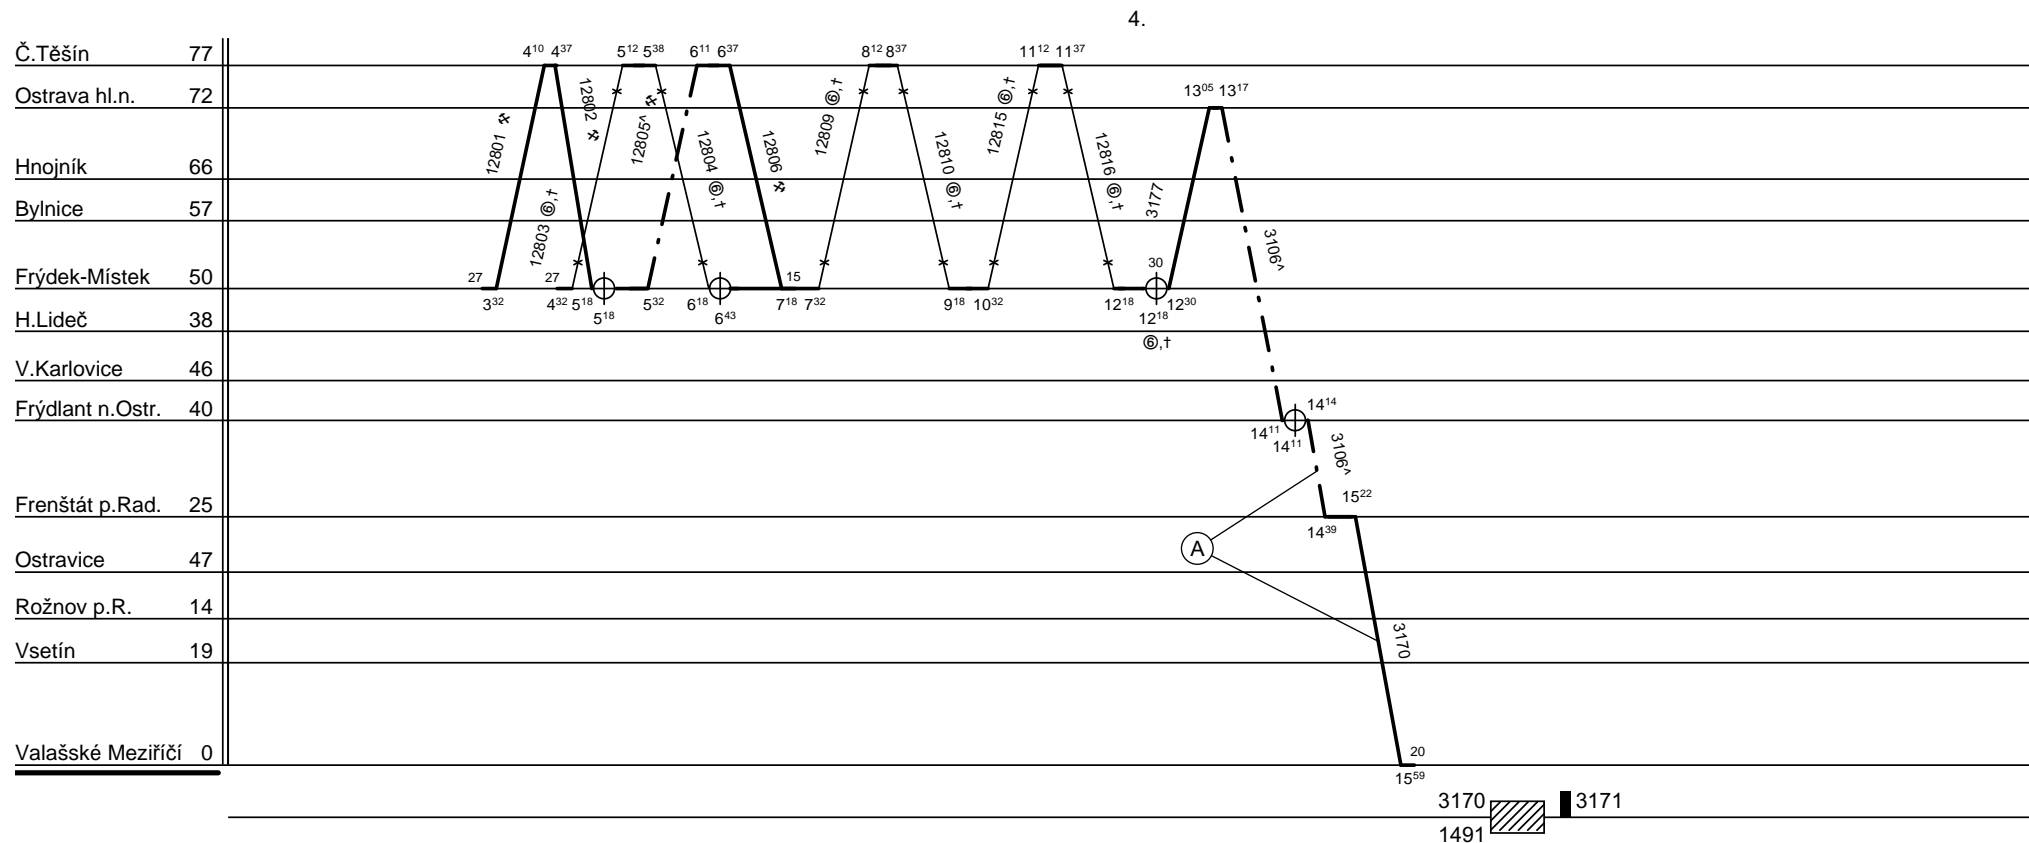 4.
Č.Těšín 77
4¹⁰ 4³⁷ 5¹² 5³⁸ 6¹¹ 6³⁷ 8¹² 8³⁷ 11¹² 11³⁷
Ostrava hl.n. 72
13⁰⁵ 13¹⁷
12801 ⚒
12802 ⚒
12803 ⑥,†
12805^ ⚒
12804 ⑥,†
12806 ⚒
12809 ⑥,†
12810 ⑥,†
12815 ⑥,†
12816 ⑥,†
3177
3106^
Hnojník 66
Bylnice 57
Frýdek-Místek 50
27 27 15 30
3³² 4³² 5¹⁸ 5³² 6¹⁸ 7¹⁸ 7³² 9¹⁸ 10³² 12¹⁸ 12³⁰
5¹⁸ 6⁴³ 12¹⁸
⑥,†
H.Lideč 38
V.Karlovice 46
Frýdlant n.Ostr. 40
14¹⁴
14¹¹
14¹¹
3106^
Frenštát p.Rad. 25
15²²
14³⁹
A
Ostravice 47
Rožnov p.R. 14
3170
Vsetín 19
Valašské Meziříčí 0
20
15⁵⁹
3170 3171
1491